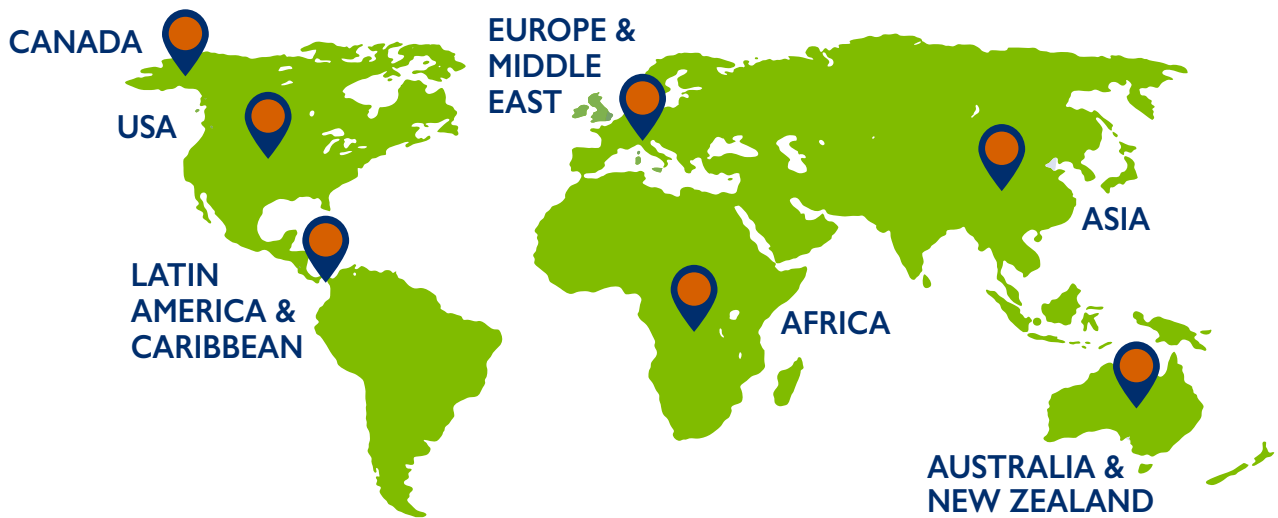 CANADA
USA
LATIN
AMERICA &
CARIBBEAN
EUROPE &
MIDDLE
EAST
AFRICA
ASIA
AUSTRALIA &
NEW ZEALAND